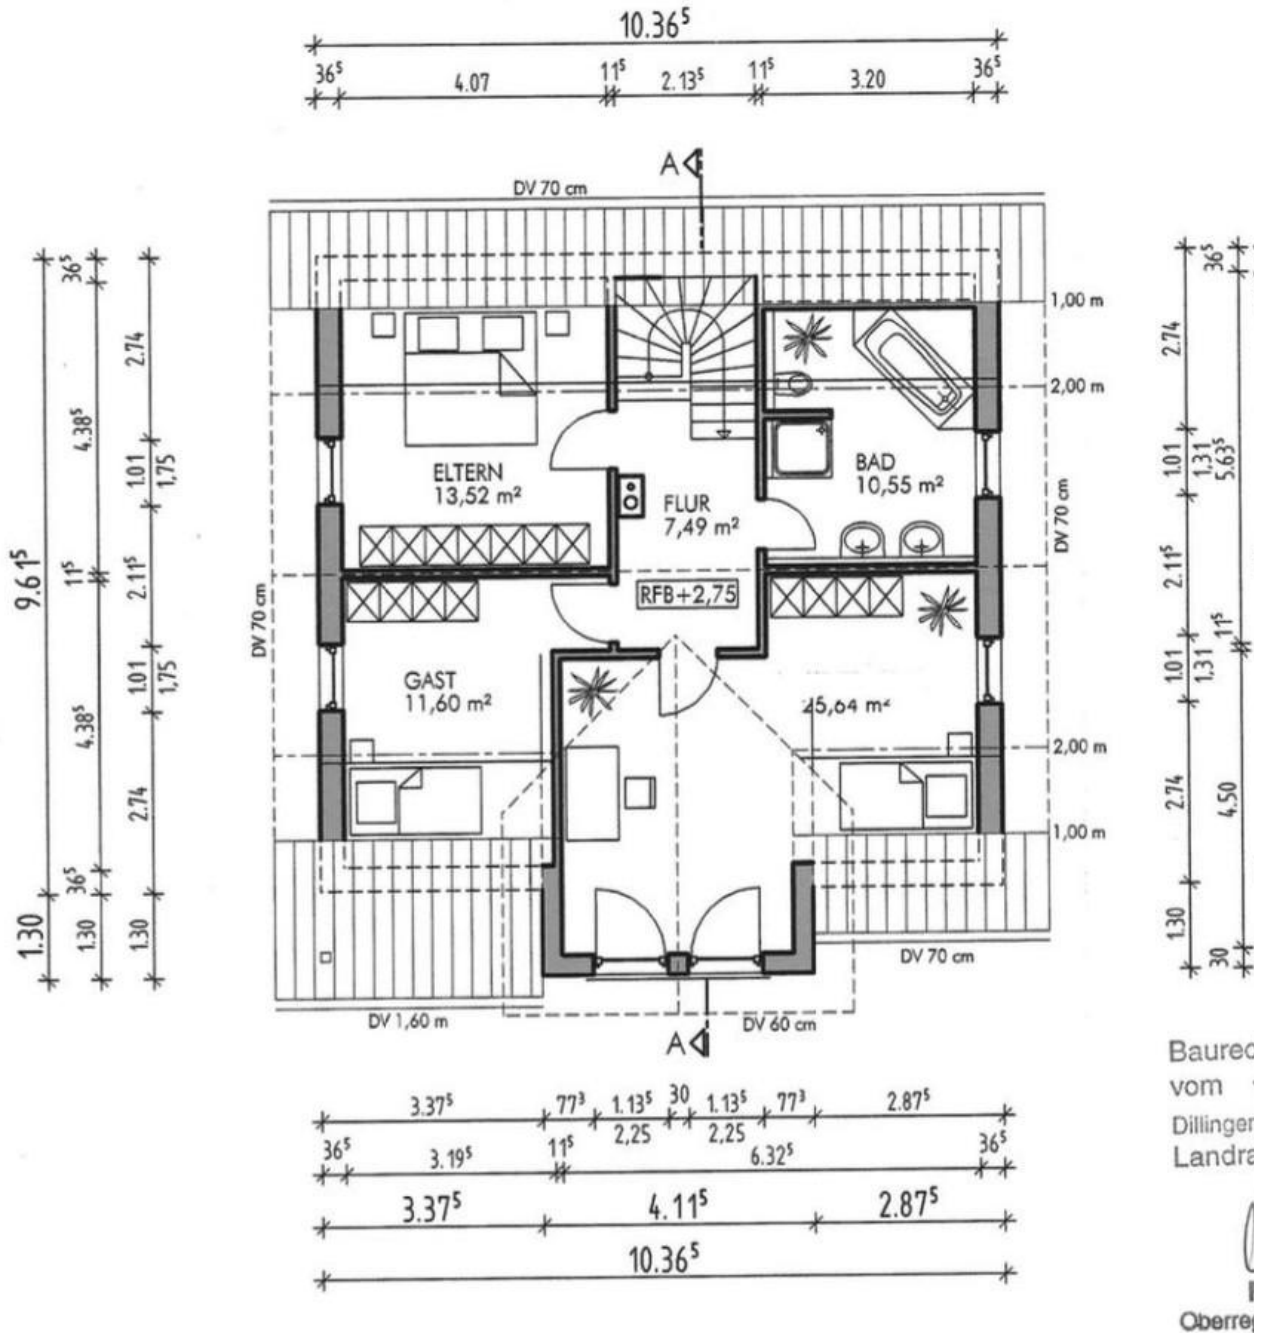 10.36⁵
36⁵ 4.07 11⁵ 2.13⁵ 11⁵ 3.20 36⁵
A
DV 70 cm
1,00 m
2,00 m
ELTERN
13,52 m²
FLUR
7,49 m²
BAD
10,55 m²
RFB+2,75
GAST
11,60 m²
25,64 m²
2,00 m
1,00 m
DV 70 cm
DV 70 cm
DV 70 cm
DV 1,60 m
DV 60 cm
A
9.61⁵ 1.30
36⁵ 4.38⁵ 11⁵ 4.38⁵ 36⁵ 1.30
2.74 1.01 2.11⁵ 1.01 2.74 1.30
1,75 1,75
2.74 1.01 2.11⁵ 1.01 2.74 1.30
1,31 1,31
36⁵ 5.63⁵ 11⁵ 4.50 30
3.37⁵ 77³ 1.13⁵ 30 1.13⁵ 77³ 2.87⁵
2,25 2,25
36⁵ 3.19⁵ 11⁵ 6.32⁵ 36⁵
3.37⁵ 4.11⁵ 2.87⁵
10.36⁵
Baurec
vom
Dillinger
Landra
Oberreg